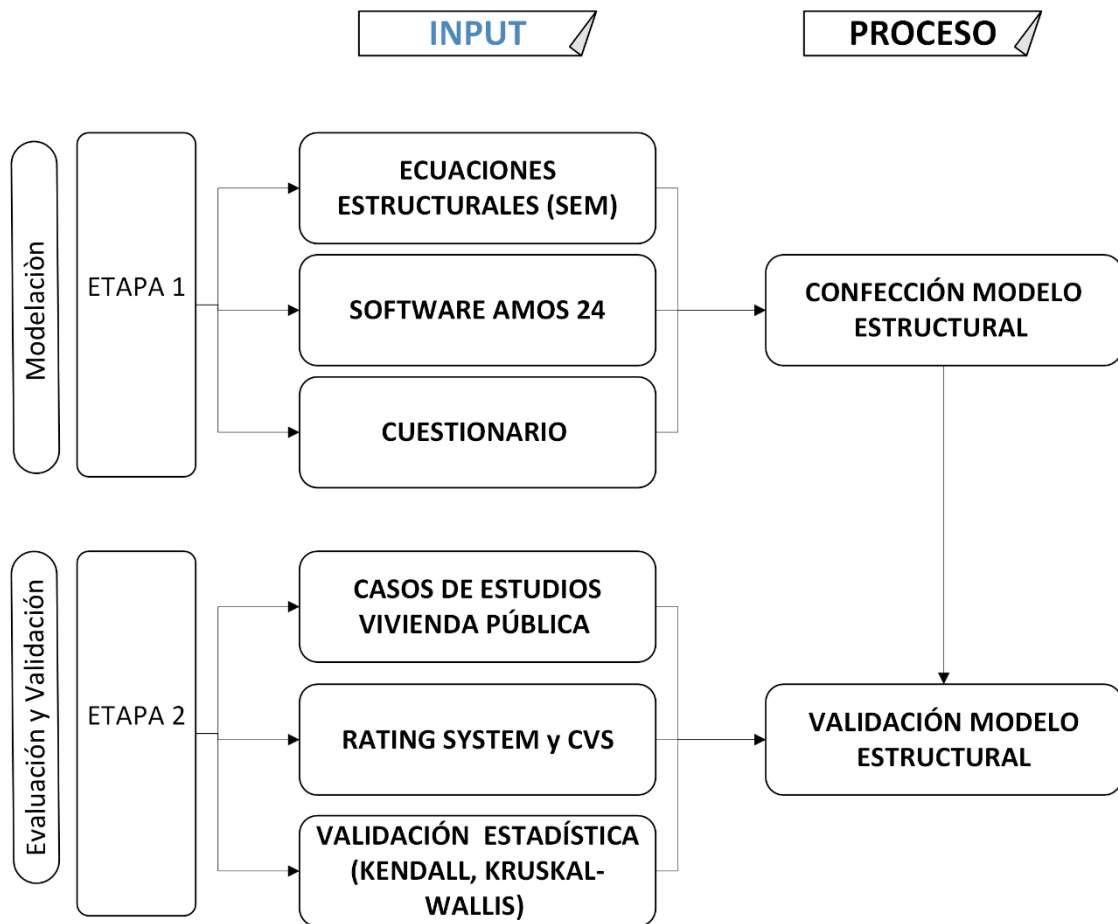 INPUT
PROCESO
Modelaciòn
ETAPA 1
ECUACIONES
ESTRUCTURALES (SEM)
SOFTWARE AMOS 24
CUESTIONARIO
CONFECCIÓN MODELO
ESTRUCTURAL
Evaluación y Validación
ETAPA 2
CASOS DE ESTUDIOS
VIVIENDA PÚBLICA
RATING SYSTEM y CVS
VALIDACIÓN ESTADÍSTICA
(KENDALL, KRUSKAL-
WALLIS)
VALIDACIÓN MODELO
ESTRUCTURAL